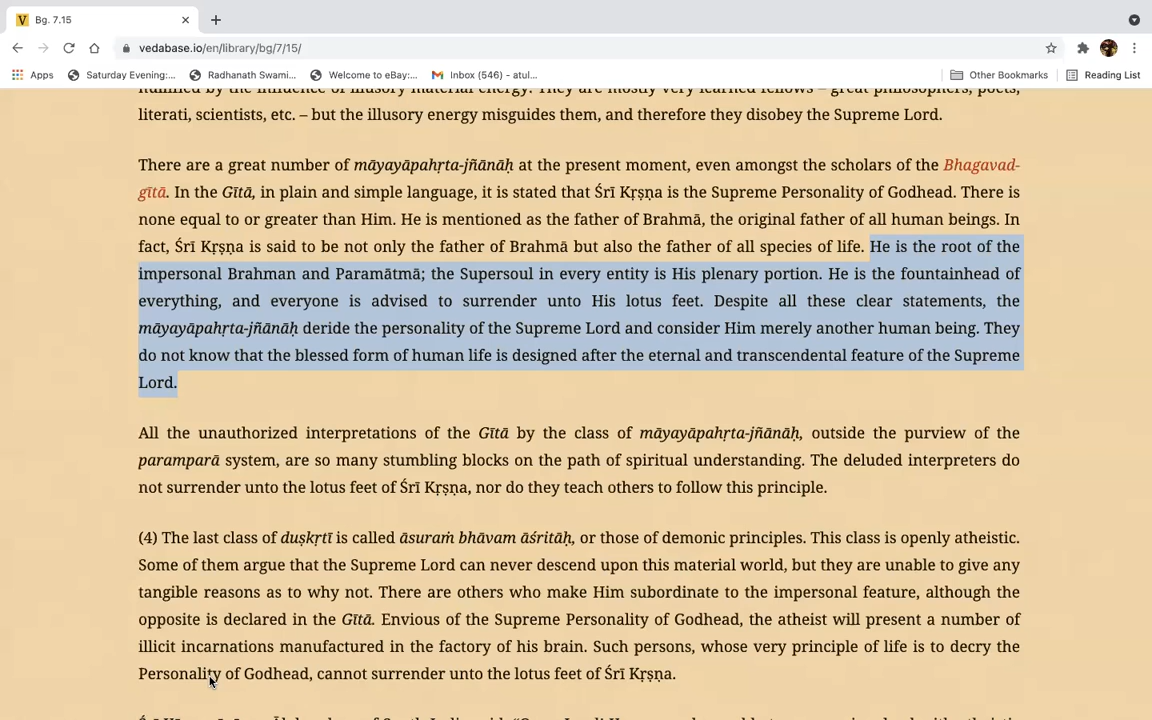 Bg. 7.15
vedabase.io/en/library/bg/7/15/
Apps Saturday Evening:... Radhanath Swami... Welcome to eBay:... Inbox (546) – atul... Other Bookmarks Reading List
nullified by the influence of illusory material energy. They are mostly very learned fellows – great philosophers, poets,
literati, scientists, etc. – but the illusory energy misguides them, and therefore they disobey the Supreme Lord.
There are a great number of māyayāpahṛta-jñānāḥ at the present moment, even amongst the scholars of the Bhagavad-
gītā. In the Gītā, in plain and simple language, it is stated that Śrī Kṛṣṇa is the Supreme Personality of Godhead. There is
none equal to or greater than Him. He is mentioned as the father of Brahmā, the original father of all human beings. In
fact, Śrī Kṛṣṇa is said to be not only the father of Brahmā but also the father of all species of life. He is the root of the
impersonal Brahman and Paramātmā; the Supersoul in every entity is His plenary portion. He is the fountainhead of
everything, and everyone is advised to surrender unto His lotus feet. Despite all these clear statements, the
māyayāpahṛta-jñānāḥ deride the personality of the Supreme Lord and consider Him merely another human being. They
do not know that the blessed form of human life is designed after the eternal and transcendental feature of the Supreme
Lord.
All the unauthorized interpretations of the Gītā by the class of māyayāpahṛta-jñānāḥ, outside the purview of the
paramparā system, are so many stumbling blocks on the path of spiritual understanding. The deluded interpreters do
not surrender unto the lotus feet of Śrī Kṛṣṇa, nor do they teach others to follow this principle.
(4) The last class of duṣkṛtī is called āsuraṁ bhāvam āśritāḥ, or those of demonic principles. This class is openly atheistic.
Some of them argue that the Supreme Lord can never descend upon this material world, but they are unable to give any
tangible reasons as to why not. There are others who make Him subordinate to the impersonal feature, although the
opposite is declared in the Gītā. Envious of the Supreme Personality of Godhead, the atheist will present a number of
illicit incarnations manufactured in the factory of his brain. Such persons, whose very principle of life is to decry the
Personality of Godhead, cannot surrender unto the lotus feet of Śrī Kṛṣṇa.